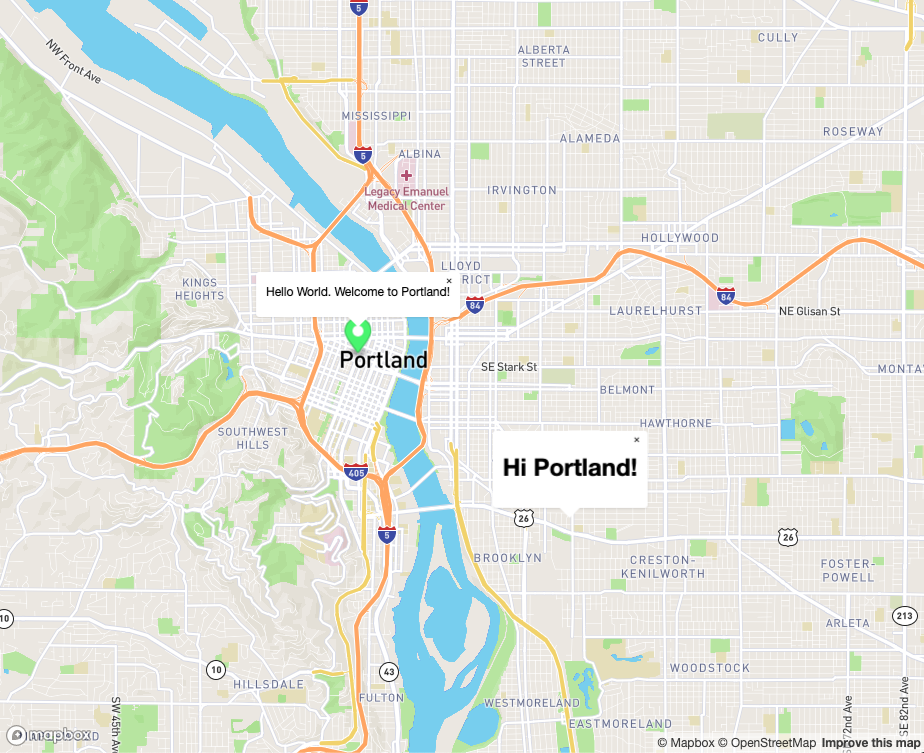 5
CULLY
NW Front Ave
ALBERTA
STREET
MISSISSIPPI
ROSEWAY
ALAMEDA
5
ALBINA
Legacy Emanuel
Medical Center
IRVINGTON
HOLLYWOOD
LLOYD
RICT
KINGS
HEIGHTS
×
Hello World. Welcome to Portland!
84
84
LAURELHURST
NE Glisan St
Portland
SE Stark St
MONTA
BELMONT
HAWTHORNE
SOUTHWEST
HILLS
×
Hi Portland!
405
26
5
26
BROOKLYN
CRESTON-
KENILWORTH
FOSTER-
POWELL
10
213
ARLETA
10
43
WOODSTOCK
HILLSDALE
FULTON
WESTMORELAND
EASTMORELAND
SW 45th Av
72nd Ave
SE 82nd Ave
mapbox
© Mapbox © OpenStreetMap Improve this map